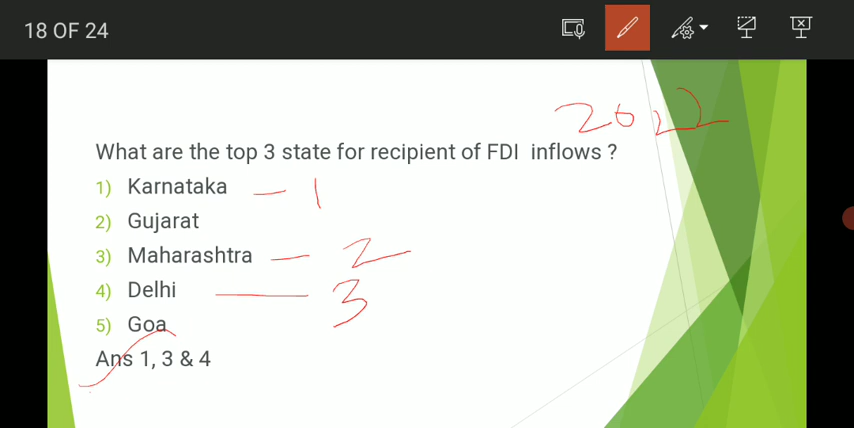 18 OF 24
2022
What are the top 3 state for recipient of FDI inflows ?
1) Karnataka — 1
2) Gujarat
3) Maharashtra — 2
4) Delhi — 3
5) Goa
Ans 1, 3 & 4